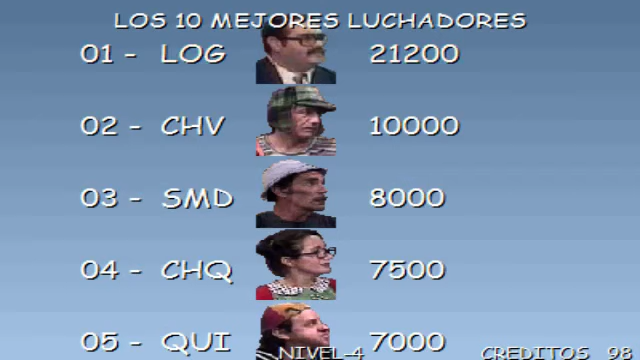 LOS 10 MEJORES LUCHADORES
01 - LOG 21200
02 - CHV 10000
03 - SMD 8000
04 - CHQ 7500
05 - QUI 7000
NIVEL-4 CREDITOS 98